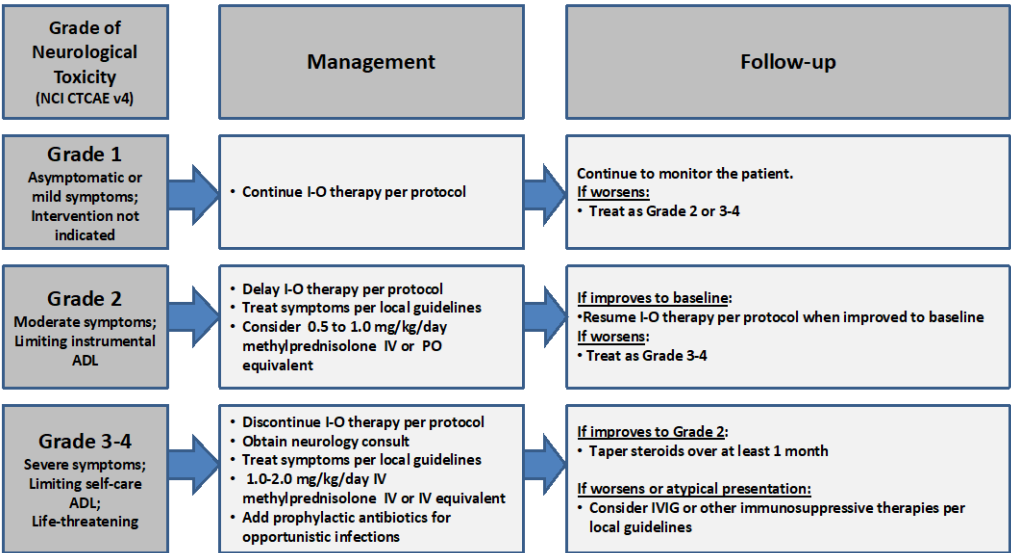 Grade of
Neurological
Toxicity
(NCI CTCAE v4)
Management
Follow-up
Grade 1
Asymptomatic or
mild symptoms;
Intervention not
indicated
• Continue I-O therapy per protocol
Continue to monitor the patient.
If worsens:
• Treat as Grade 2 or 3-4
Grade 2
Moderate symptoms;
Limiting instrumental
ADL
• Delay I-O therapy per protocol
• Treat symptoms per local guidelines
• Consider 0.5 to 1.0 mg/kg/day
methylprednisolone IV or PO
equivalent
If improves to baseline:
•Resume I-O therapy per protocol when improved to baseline
If worsens:
• Treat as Grade 3-4
Grade 3-4
Severe symptoms;
Limiting self-care
ADL;
Life-threatening
• Discontinue I-O therapy per protocol
• Obtain neurology consult
• Treat symptoms per local guidelines
• 1.0-2.0 mg/kg/day IV
methylprednisolone IV or IV equivalent
• Add prophylactic antibiotics for
opportunistic infections
If improves to Grade 2:
• Taper steroids over at least 1 month
If worsens or atypical presentation:
• Consider IVIG or other immunosuppressive therapies per
local guidelines